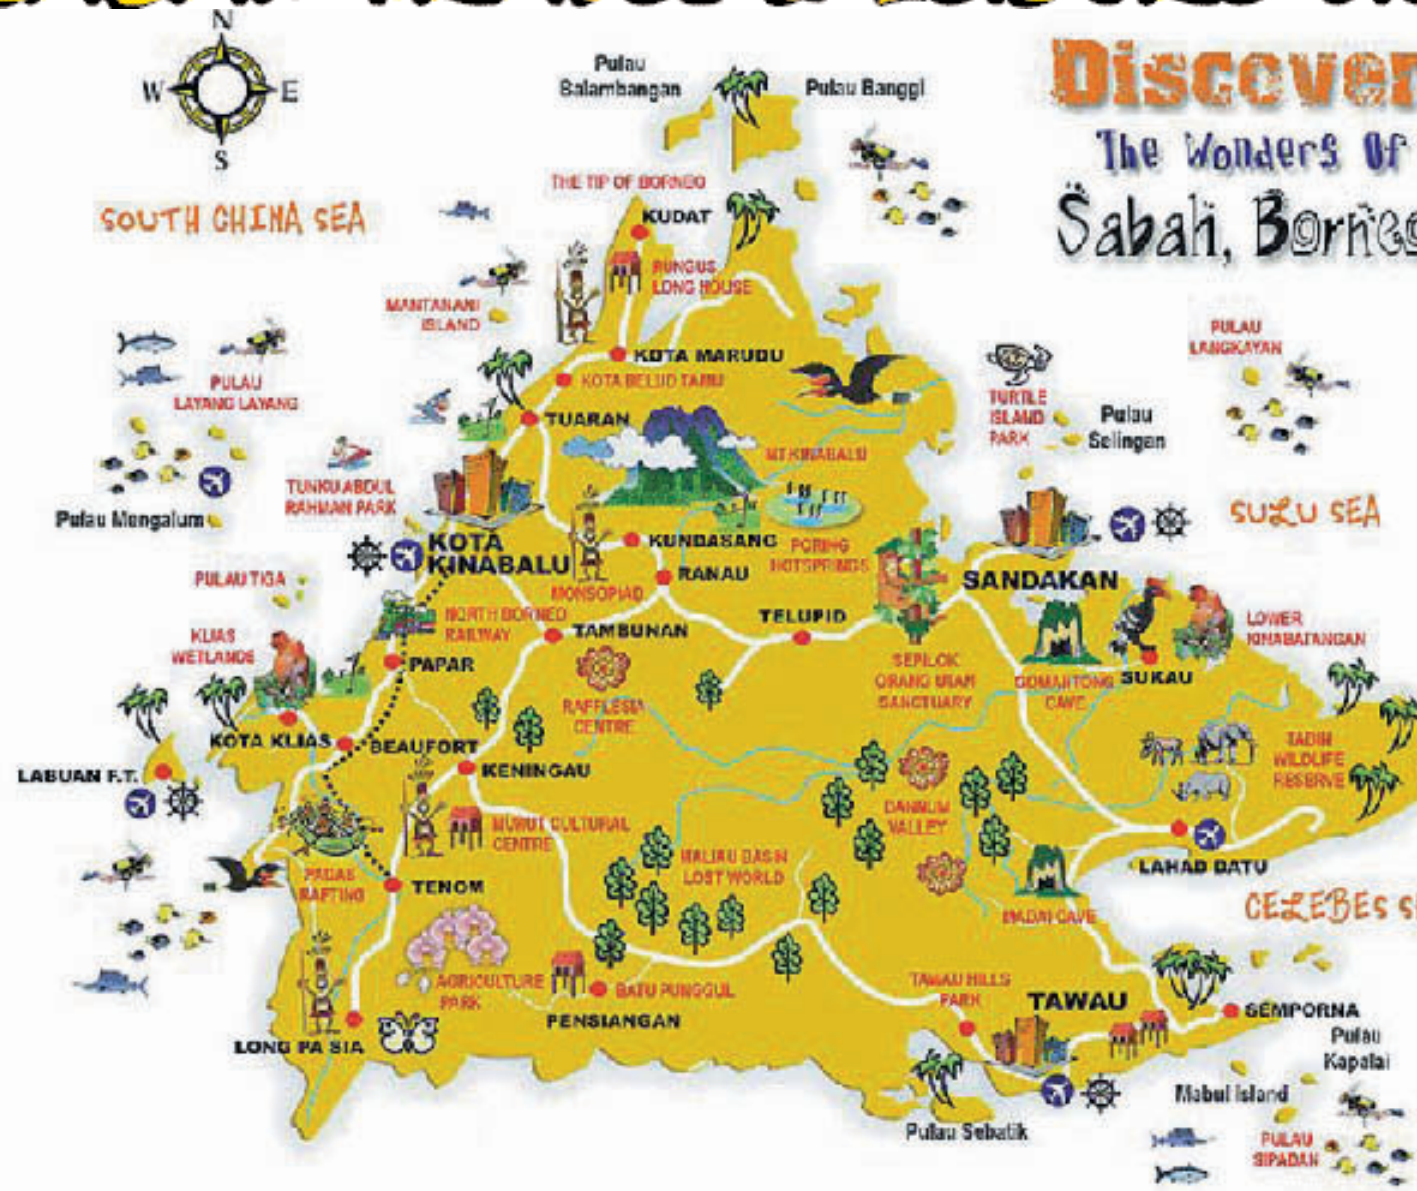 N
W E
S
Discover
The Wonders Of
Sabah, Borneo
SOUTH CHINA SEA
Pulau
Balambangan
Pulau Banggi
THE TIP OF BORNEO
KUDAT
RUNGUS
LONG HOUSE
MANTANANI
ISLAND
KOTA MARUDU
KOTA BELUD TAMU
TUARAN
PULAU
LAYANG LAYANG
PULAU
LANGKAYAN
TURTLE
ISLAND
PARK
Pulau
Selingan
MT.KINABALU
TUNKU ABDUL
RAHMAN PARK
Pulau Mengalum
SULU SEA
KOTA
KINABALU
KUNDASANG
PORING
HOTSPRINGS
RANAU
SANDAKAN
PULAU TIGA
MONSOPIAD
NORTH BORNEO
RAILWAY
TAMBUNAN
TELUPID
KLIAS
WETLANDS
LOWER
KINABATANGAN
PAPAR
SEPILOK
ORANG UTAN
SANCTUARY
GOMANTONG
CAVE
SUKAU
RAFFLESIA
CENTRE
KOTA KLIAS
BEAUFORT
KENINGAU
LABUAN F.T.
TABIN
WILDLIFE
RESERVE
DANNUM
VALLEY
MURUT CULTURAL
CENTRE
MALIAU BASIN
LOST WORLD
LAHAD DATU
PADAS
RAFTING
TENOM
MADAI CAVE
CELEBES S
AGRICULTURE
PARK
BATU PUNGGUL
TAWAU HILLS
PARK
TAWAU
SEMPORNA
PENSIANGAN
LONG PA SIA
Pulau
Kapalai
Mabul island
Pulau Sebatik
PULAU
SIPADAN